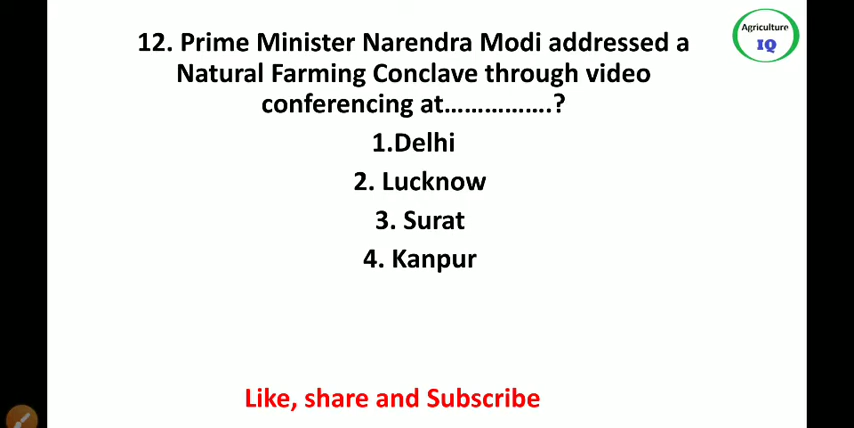 12. Prime Minister Narendra Modi addressed a
Natural Farming Conclave through video
conferencing at................?
1.Delhi
2. Lucknow
3. Surat
4. Kanpur
Like, share and Subscribe
Agriculture
IQ